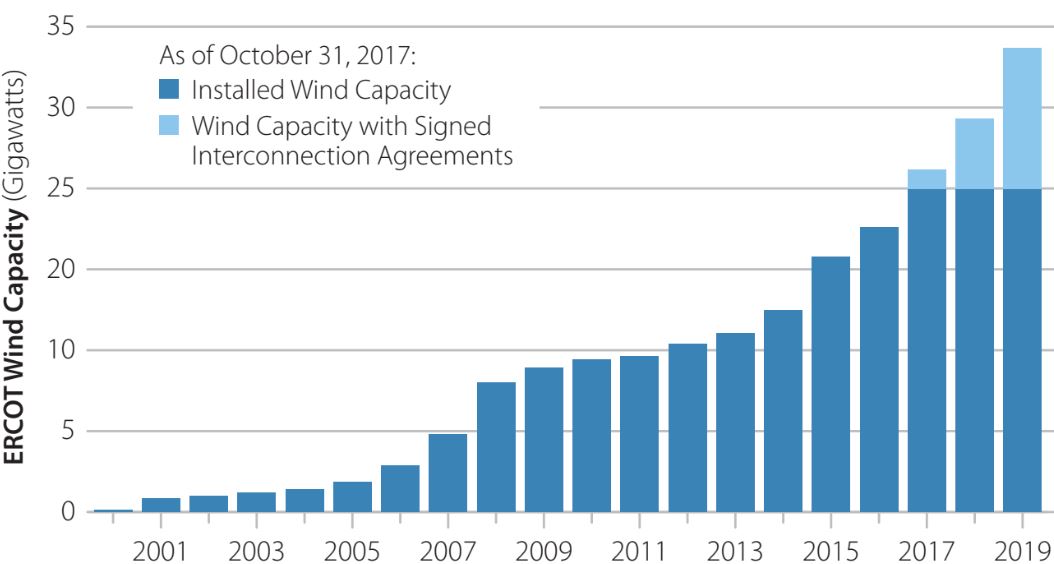 35
As of October 31, 2017:
Installed Wind Capacity
30
Wind Capacity with Signed
Interconnection Agreements
25
20
10
5
0
ERCOT Wind Capacity (Gigawatts)
2001 2003 2005 2007 2009 2011 2013 2015 2017 2019